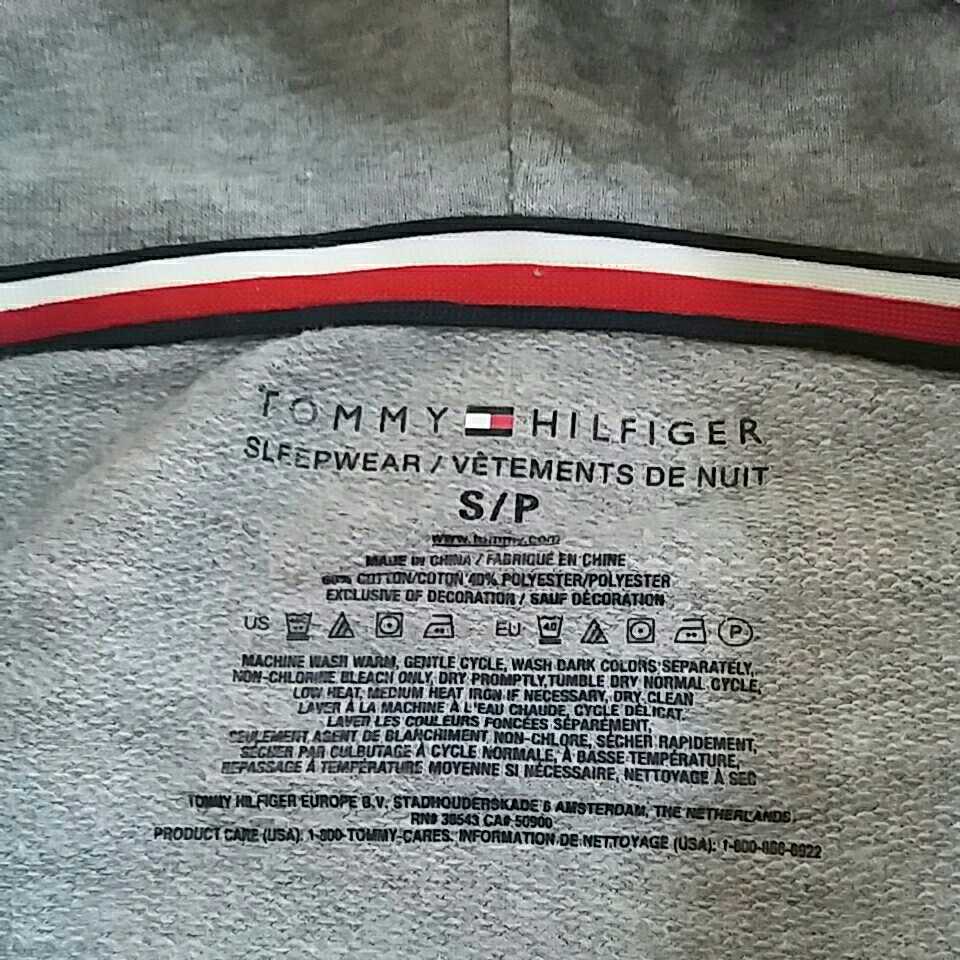 TOMMY HILFIGER
SLEEPWEAR / VÊTEMENTS DE NUIT
S/P
www.tommy.com
MADE IN CHINA / FABRIQUÉ EN CHINE
60% COTTON/COTON 40% POLYESTER/POLYESTER
EXCLUSIVE OF DECORATION / SAUF DÉCORATION
US EU 40 P
MACHINE WASH WARM, GENTLE CYCLE, WASH DARK COLORS SEPARATELY,
NON-CHLORINE BLEACH ONLY, DRY PROMPTLY, TUMBLE DRY NORMAL CYCLE,
LOW HEAT, MEDIUM HEAT IRON IF NECESSARY, DRY CLEAN
LAVER À LA MACHINE À L'EAU CHAUDE, CYCLE DÉLICAT,
LAVER LES COULEURS FONCÉES SÉPARÉMENT,
SEULEMENT AGENT DE BLANCHIMENT NON-CHLORE, SÉCHER RAPIDEMENT,
SÉCHER PAR CULBUTAGE À CYCLE NORMALE, À BASSE TEMPÉRATURE,
REPASSAGE À TEMPÉRATURE MOYENNE SI NÉCESSAIRE, NETTOYAGE À SEC
TOMMY HILFIGER EUROPE B.V. STADHOUDERSKADE 6 AMSTERDAM, THE NETHERLANDS
RN# 38543 CA# 50900
PRODUCT CARE (USA): 1-800-TOMMY-CARES. INFORMATION DE NETTOYAGE (USA):